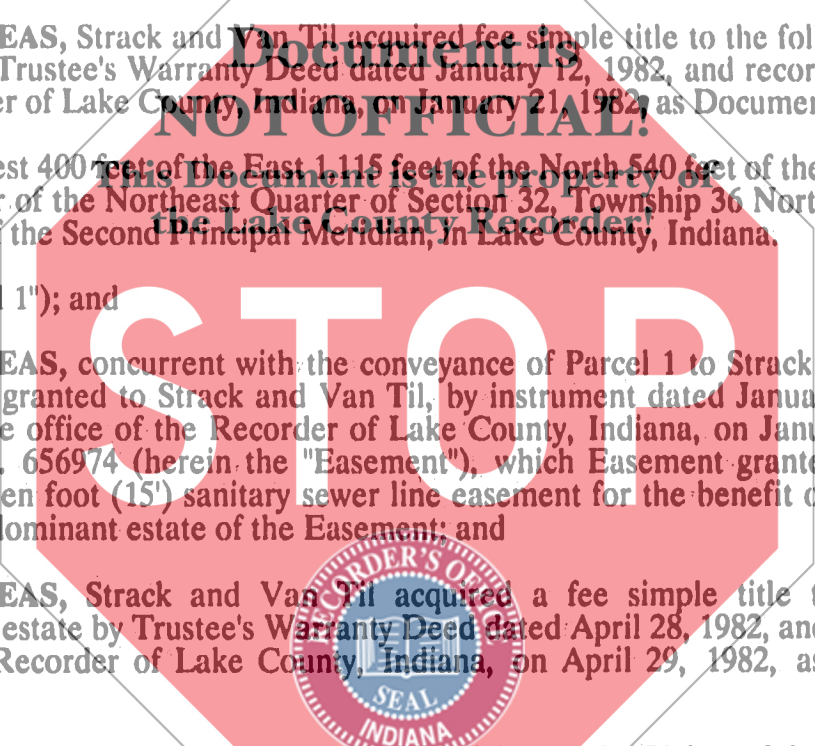 EAS, Strack and Van Til acquired fee simple title to the fol
Trustee's Warranty Deed dated January 12, 1982, and recor
er of Lake County, Indiana, on January 21, 1982, as Documen
Document is
NOT OFFICIAL!
est 400 feet of the East 1,115 feet of the North 540 feet of the
r of the Northeast Quarter of Section 32, Township 36 Nort
the Second Principal Meridian, in Lake County, Indiana.
This Document is the property of
the Lake County Recorder!
l 1"); and
STOP
EAS, concurrent with the conveyance of Parcel 1 to Strack
granted to Strack and Van Til, by instrument dated Janua
e office of the Recorder of Lake County, Indiana, on Janu
. 656974 (herein the "Easement"), which Easement grante
en foot (15') sanitary sewer line easement for the benefit o
dominant estate of the Easement; and
EAS, Strack and Van Til acquired a fee simple title t
estate by Trustee's Warranty Deed dated April 28, 1982, and
Recorder of Lake County, Indiana, on April 29, 1982, as
RECORDER'S OFFICE
SEAL
INDIANA